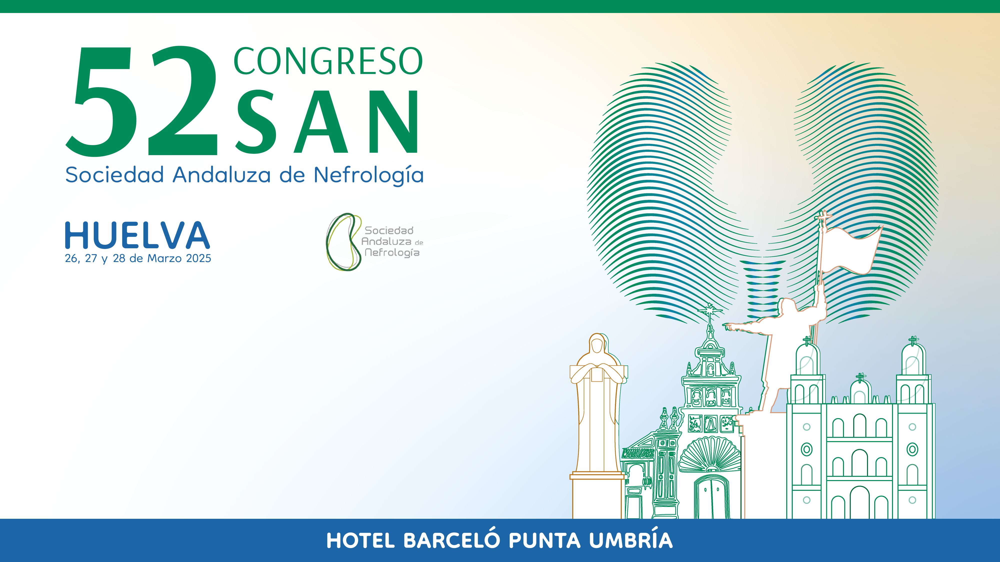 52 CONGRESO
SAN
Sociedad Andaluza de Nefrología
HUELVA
26, 27 y 28 de Marzo 2025
Sociedad
Andaluza de
Nefrología
HOTEL BARCELÓ PUNTA UMBRÍA